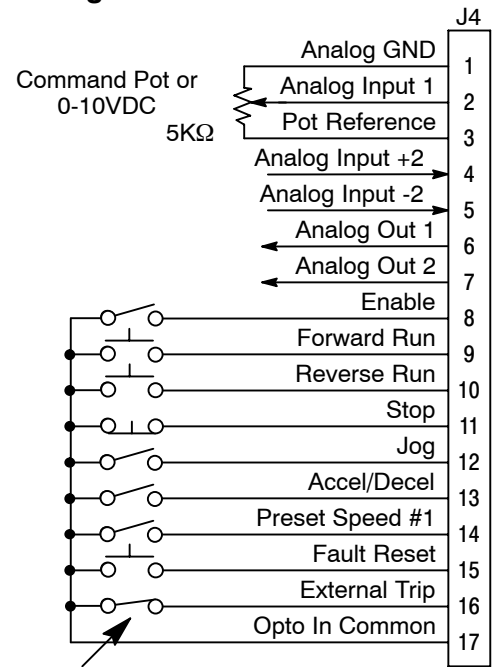 J4
Analog GND 1
Command Pot or
0-10VDC
Analog Input 1 2
5KΩ
Pot Reference 3
Analog Input +2 4
Analog Input -2 5
Analog Out 1 6
Analog Out 2 7
Enable 8
Forward Run 9
Reverse Run 10
Stop 11
Jog 12
Accel/Decel 13
Preset Speed #1 14
Fault Reset 15
External Trip 16
Opto In Common 17